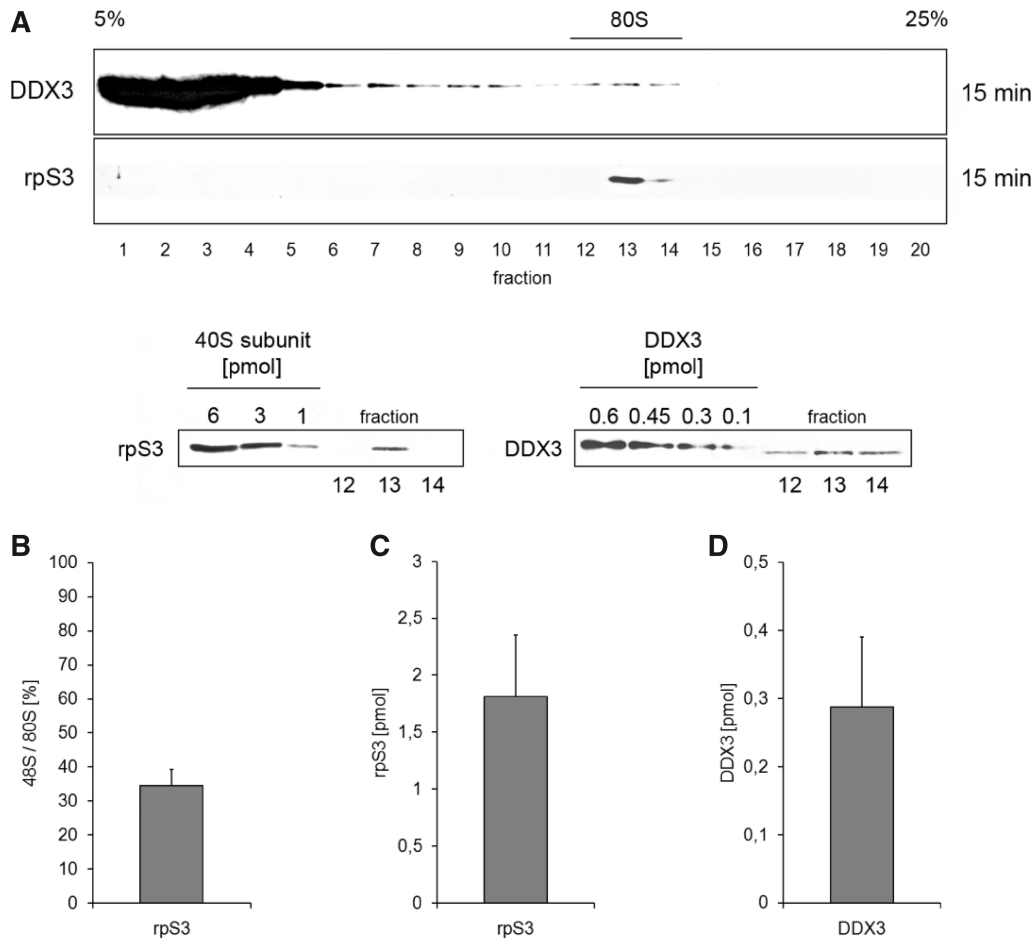 A
5% 80S 25%
DDX3 15 min
rpS3 15 min
1 2 3 4 5 6 7 8 9 10 11 12 13 14 15 16 17 18 19 20
fraction
40S subunit
[pmol]
6 3 1 fraction
rpS3
12 13 14
DDX3
[pmol]
0.6 0.45 0.3 0.1 fraction
DDX3
12 13 14
B
48S / 80S [%]
100
90
80
70
60
50
40
30
20
10
0
rpS3
C
rpS3 [pmol]
3
2,5
2
1,5
1
0,5
0
rpS3
D
DDX3 [pmol]
0,5
0,4
0,3
0,2
0,1
0
DDX3